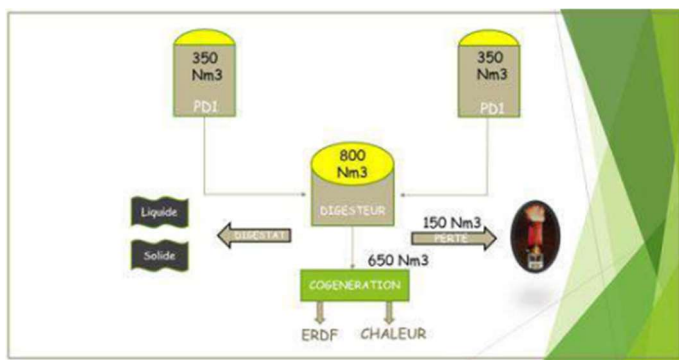 350
Nm3
PD1
350
Nm3
PD1
800
Nm3
DIGESTEUR
Liquide
DIGESTAT
Solide
150 Nm3
PERTE
650 Nm3
COGENERATION
ERDF
CHALEUR